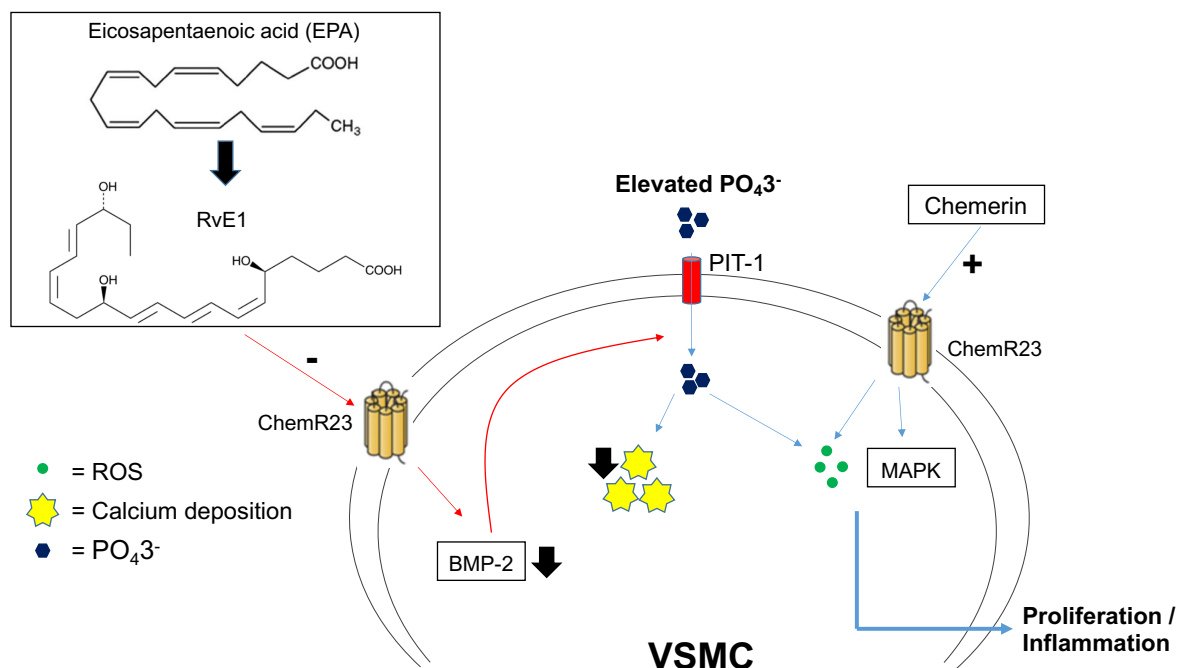 Eicosapentaenoic acid (EPA)
COOH
CH₃
OH
RvE1
HO
COOH
OH
-
ChemR23
Elevated PO₄3⁻
PIT-1
Chemerin
+
ChemR23
= ROS
= Calcium deposition
= PO₄3⁻
BMP-2
MAPK
Proliferation /
Inflammation
VSMC